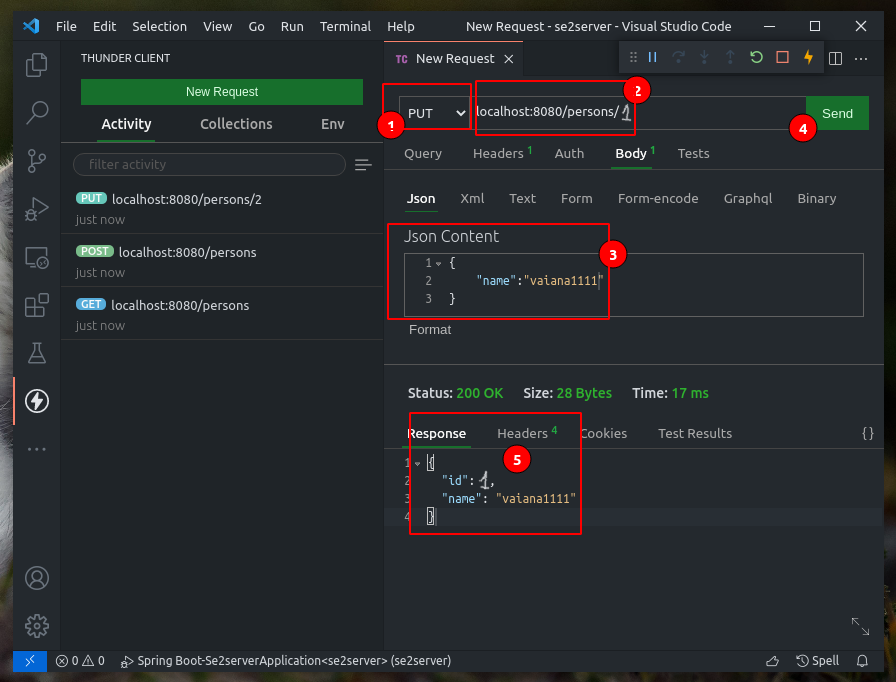 File Edit Selection View Go Run Terminal Help New Request - se2server - Visual Studio Code
THUNDER CLIENT
New Request
Activity Collections Env
filter activity
PUT localhost:8080/persons/2
just now
POST localhost:8080/persons
just now
GET localhost:8080/persons
just now
TC New Request
1
PUT
2
localhost:8080/persons/1
4
Send
Query Headers 1 Auth Body 1 Tests
Json Xml Text Form Form-encode Graphql Binary
Json Content
3
1 {
2 "name":"vaiana1111"
3 }
Format
Status: 200 OK Size: 28 Bytes Time: 17 ms
Response Headers 4 Cookies Test Results {}
5
1 {
2 "id": 1,
3 "name": "vaiana1111"
4 }
0 0 Spring Boot-Se2serverApplication<se2server> (se2server) Spell